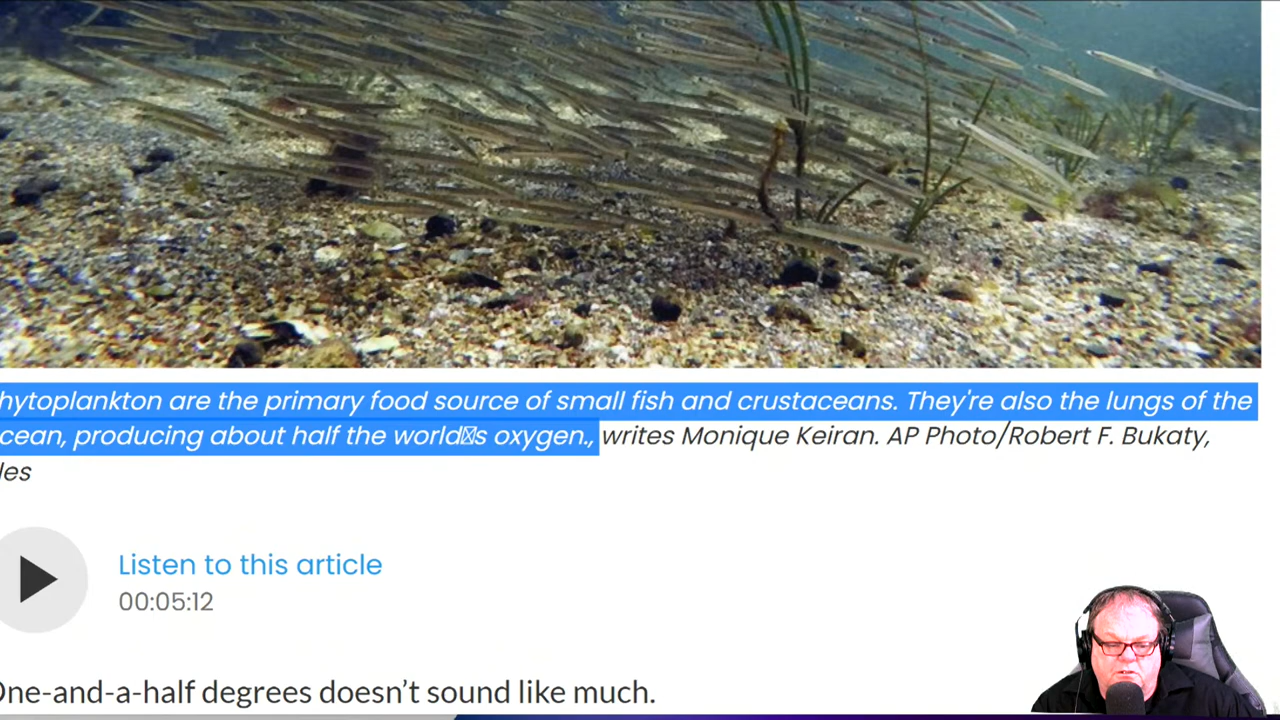 hytoplankton are the primary food source of small fish and crustaceans. They're also the lungs of the
cean, producing about half the world▯s oxygen., writes Monique Keiran. AP Photo/Robert F. Bukaty,
les
Listen to this article
00:05:12
One-and-a-half degrees doesn’t sound like much.